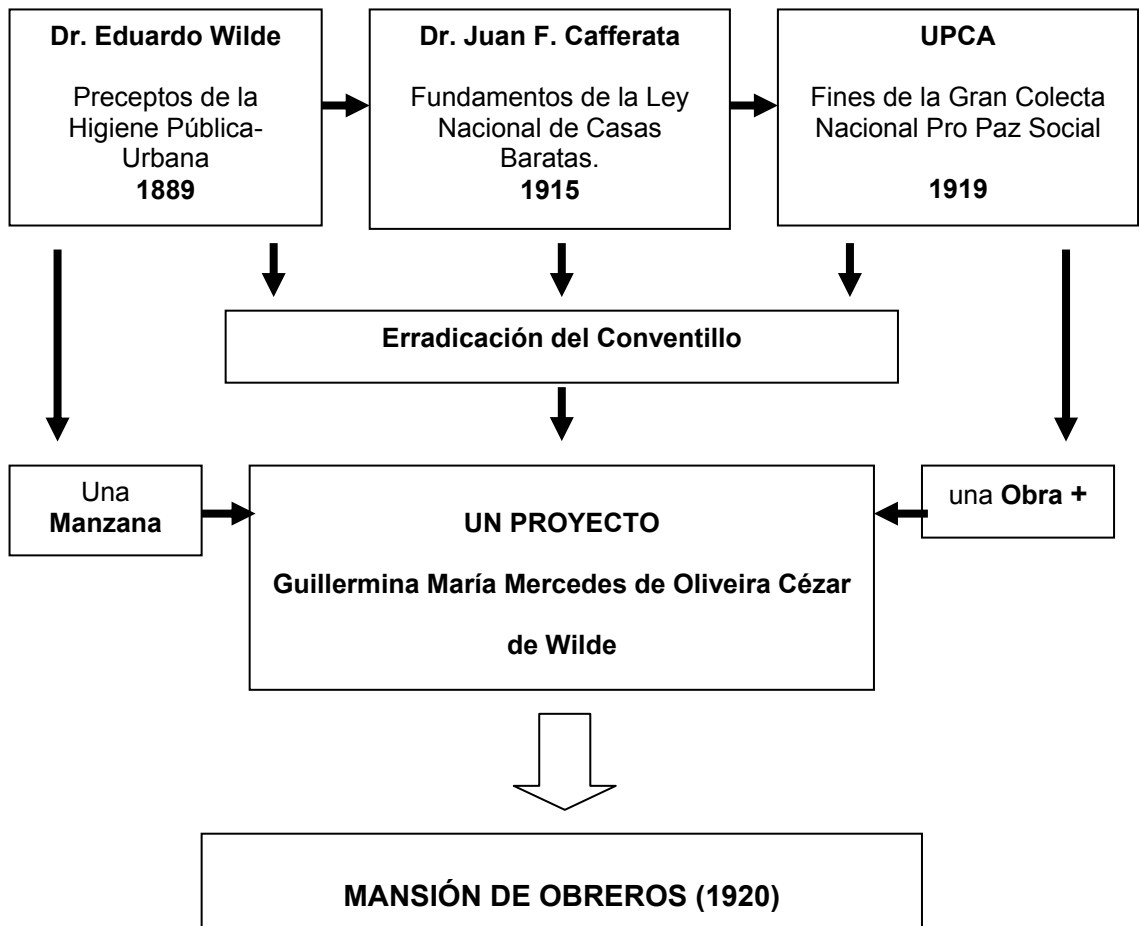 Dr. Eduardo Wilde
Preceptos de la
Higiene Pública-
Urbana
1889
Dr. Juan F. Cafferata
Fundamentos de la Ley
Nacional de Casas
Baratas.
1915
UPCA
Fines de la Gran Colecta
Nacional Pro Paz Social
1919
Erradicación del Conventillo
Una
Manzana
UN PROYECTO
Guillermina María Mercedes de Oliveira Cézar
de Wilde
una Obra +
MANSIÓN DE OBREROS (1920)